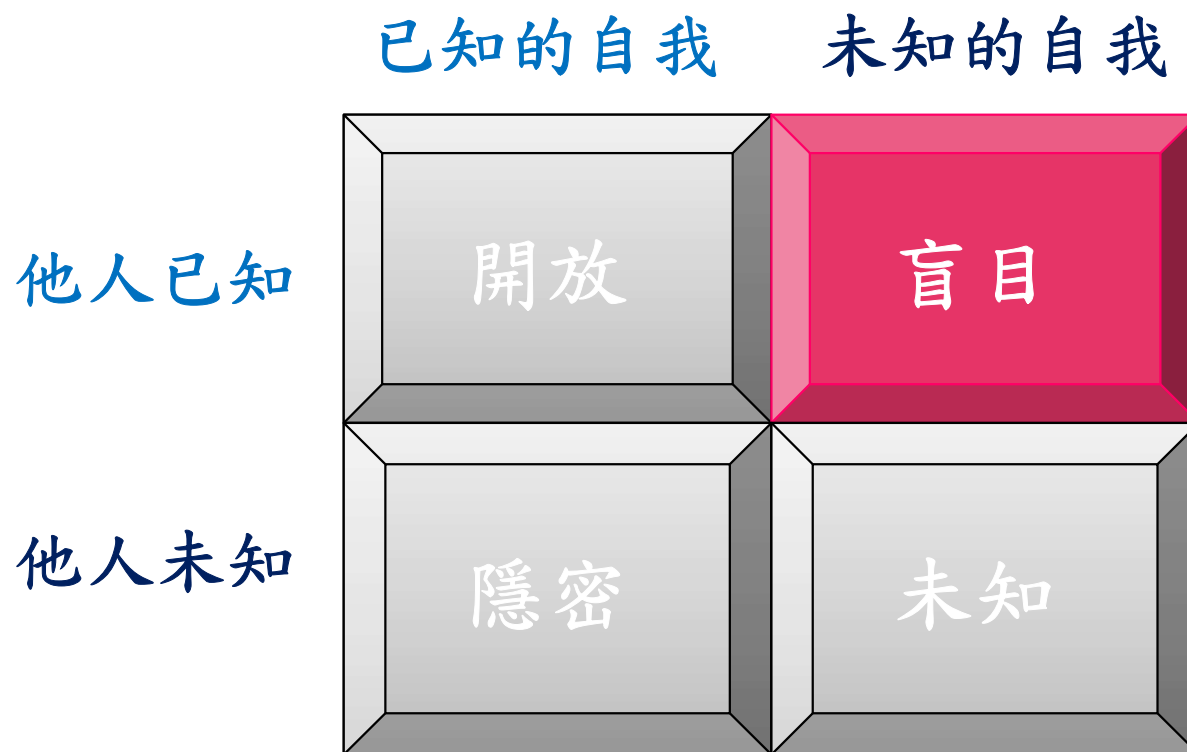 已知的自我 未知的自我
他人已知 開放 盲目
他人未知 隱密 未知